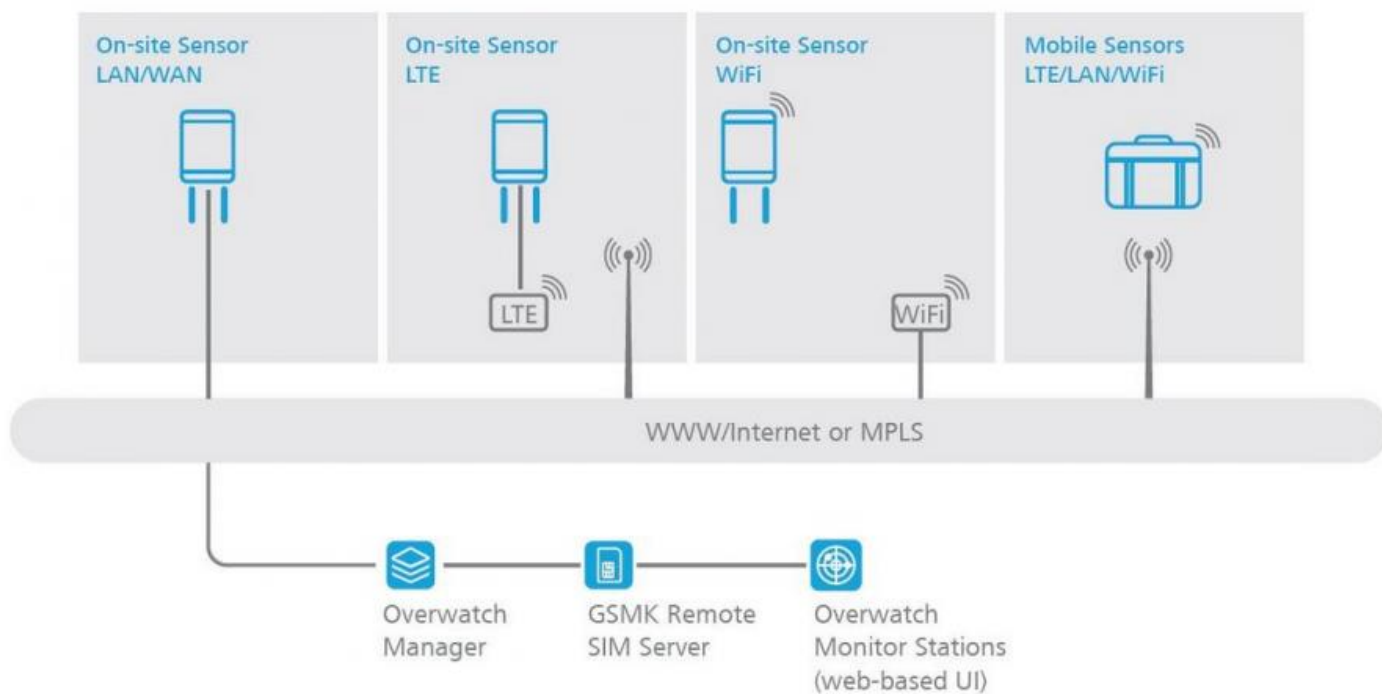 On-site Sensor
LAN/WAN
On-site Sensor
LTE
On-site Sensor
WiFi
Mobile Sensors
LTE/LAN/WiFi
LTE
WiFi
WWW/Internet or MPLS
Overwatch
Manager
GSMK Remote
SIM Server
Overwatch
Monitor Stations
(web-based UI)